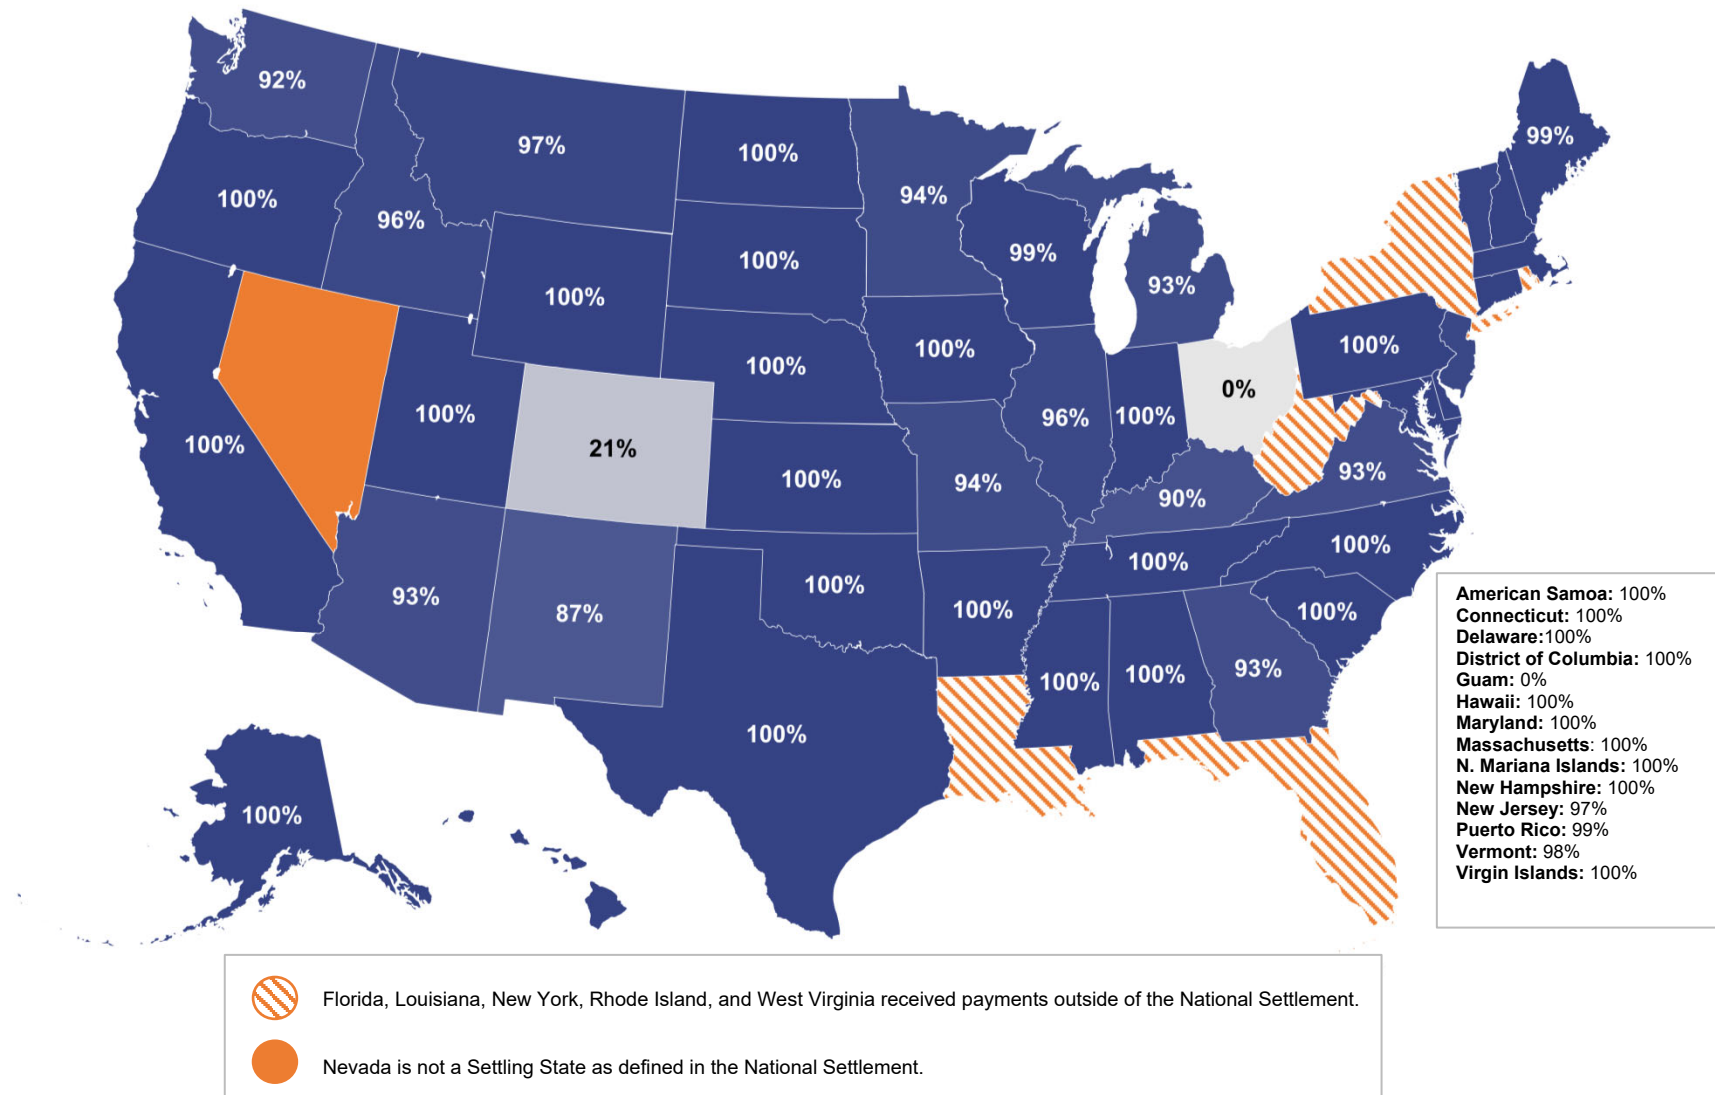 92%
97%
100%
94%
99%
100%
96%
100%
99%
93%
100%
100%
100%
100%
0%
100%
100%
21%
100%
96%
100%
94%
90%
93%
93%
87%
100%
100%
100%
100%
100%
100%
100%
93%
100%
100%
100%
American Samoa: 100%
Connecticut: 100%
Delaware:100%
District of Columbia: 100%
Guam: 0%
Hawaii: 100%
Maryland: 100%
Massachusetts: 100%
N. Mariana Islands: 100%
New Hampshire: 100%
New Jersey: 97%
Puerto Rico: 99%
Vermont: 98%
Virgin Islands: 100%
Florida, Louisiana, New York, Rhode Island, and West Virginia received payments outside of the National Settlement.
Nevada is not a Settling State as defined in the National Settlement.